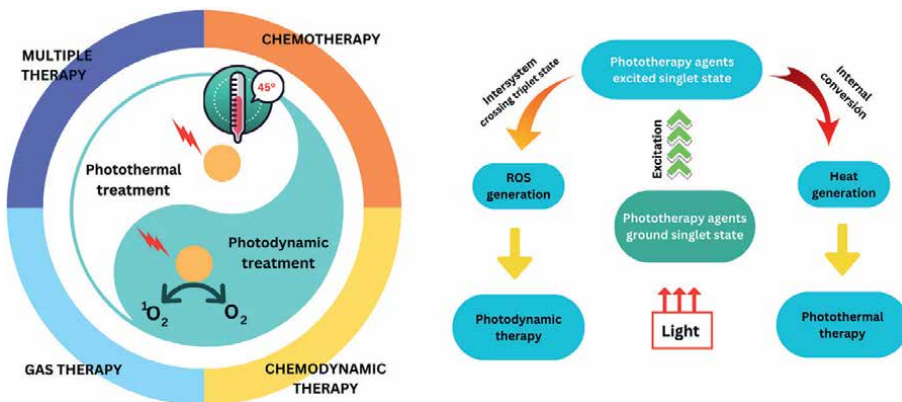 MULTIPLE
THERAPY
CHEMOTHERAPY
45°
Photothermal
treatment
Photodynamic
treatment
¹O₂
O₂
GAS THERAPY
CHEMODYNAMIC
THERAPY
Phototherapy agents
excited singlet state
Intersystem
crossing triplet state
Internal
conversión
Excitation
ROS
generation
Heat
generation
Phototherapy agents
ground singlet state
Photodynamic
therapy
Light
Photothermal
therapy